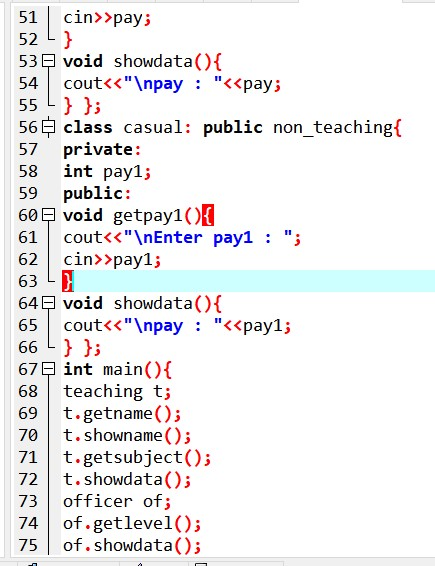 51 cin>>pay;
52 }
53 void showdata(){
54 cout<<"\npay : "<<pay;
55 } };
56 class casual: public non_teaching{
57 private:
58 int pay1;
59 public:
60 void getpay1(){
61 cout<<"\nEnter pay1 : ";
62 cin>>pay1;
63 }
64 void showdata(){
65 cout<<"\npay : "<<pay1;
66 } };
67 int main(){
68 teaching t;
69 t.getname();
70 t.showname();
71 t.getsubject();
72 t.showdata();
73 officer of;
74 of.getlevel();
75 of.showdata();